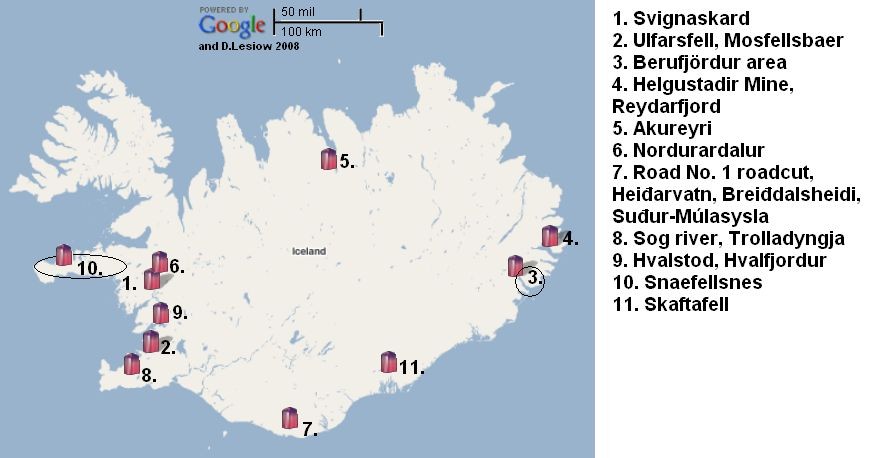 POWERED BY
Google
50 mil
100 km
and D.Lesiow 2008
5.
Iceland
4.
10.
6.
1.
3.
9.
2.
8.
11.
7.
1. Svignaskard
2. Ulfarsfell, Mosfellsbaer
3. Berufjördur area
4. Helgustadir Mine,
Reydarfjord
5. Akureyri
6. Nordurardalur
7. Road No. 1 roadcut,
Heiđarvatn, Breiđdalsheidi,
Suđur-Múlasysla
8. Sog river, Trolladyngja
9. Hvalstod, Hvalfjordur
10. Snaefellsnes
11. Skaftafell